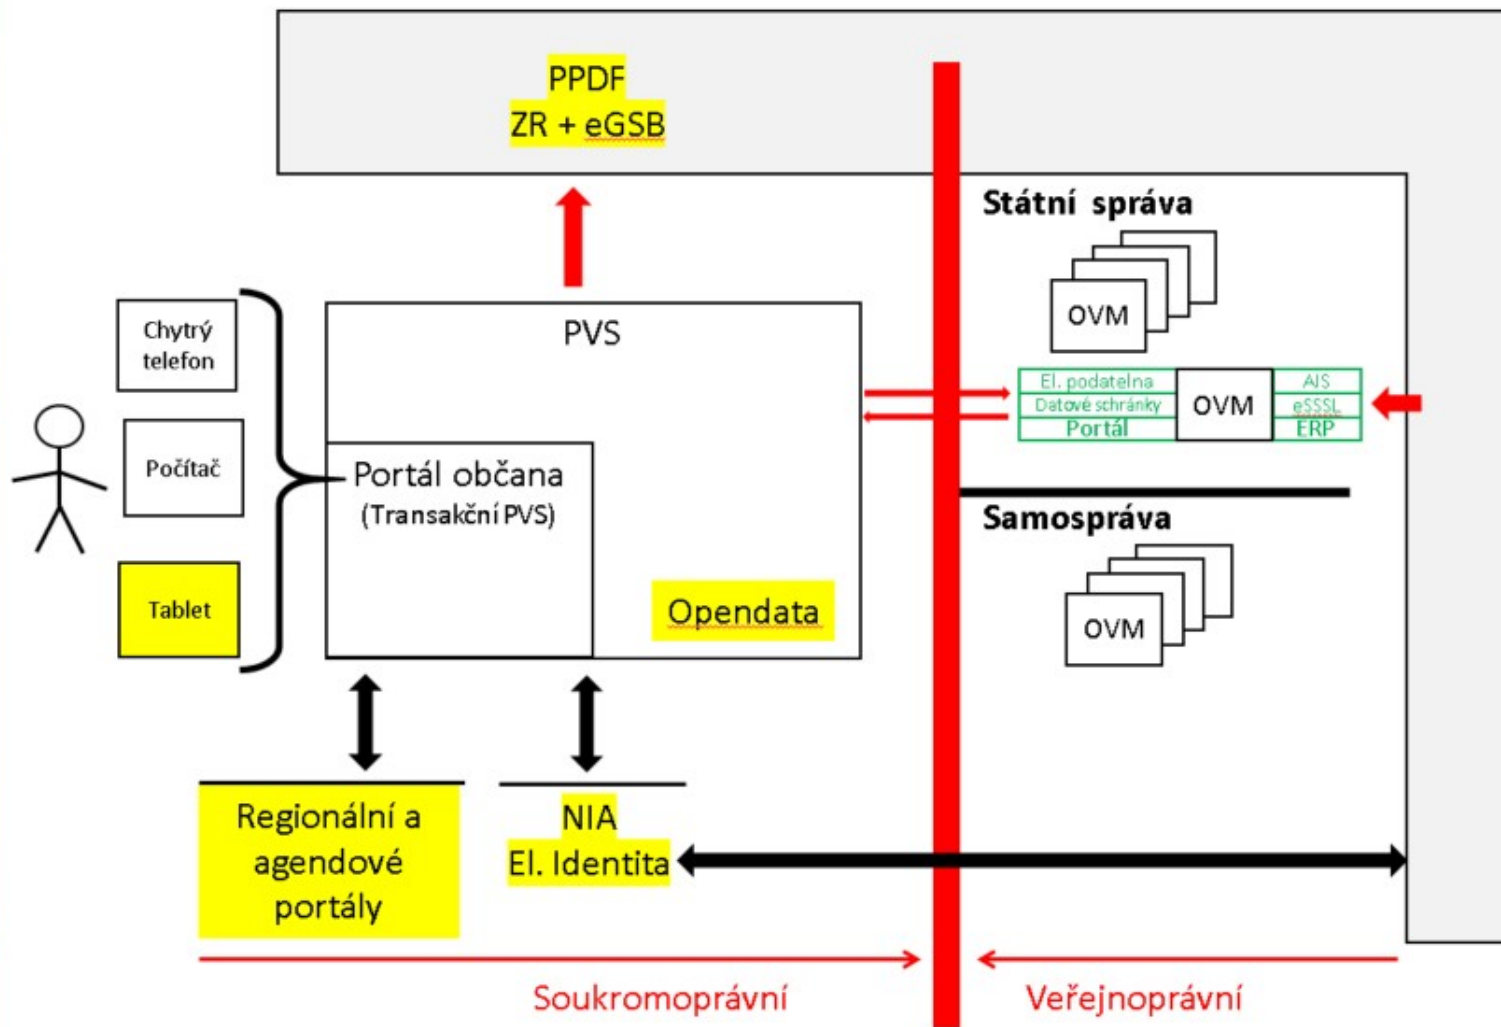 PPDF
ZR + eGSB
Státní správa
OVM
PVS
Chytrý
telefon
El. podatelna
Datové schránky
Portál
OVM
AIS
eSSSL
ERP
Počítač
Portál občana
(Transakční PVS)
Samospráva
OVM
Tablet
Opendata
Regionální a
agendové
portály
NIA
El. Identita
Soukromoprávní
Veřejnoprávní